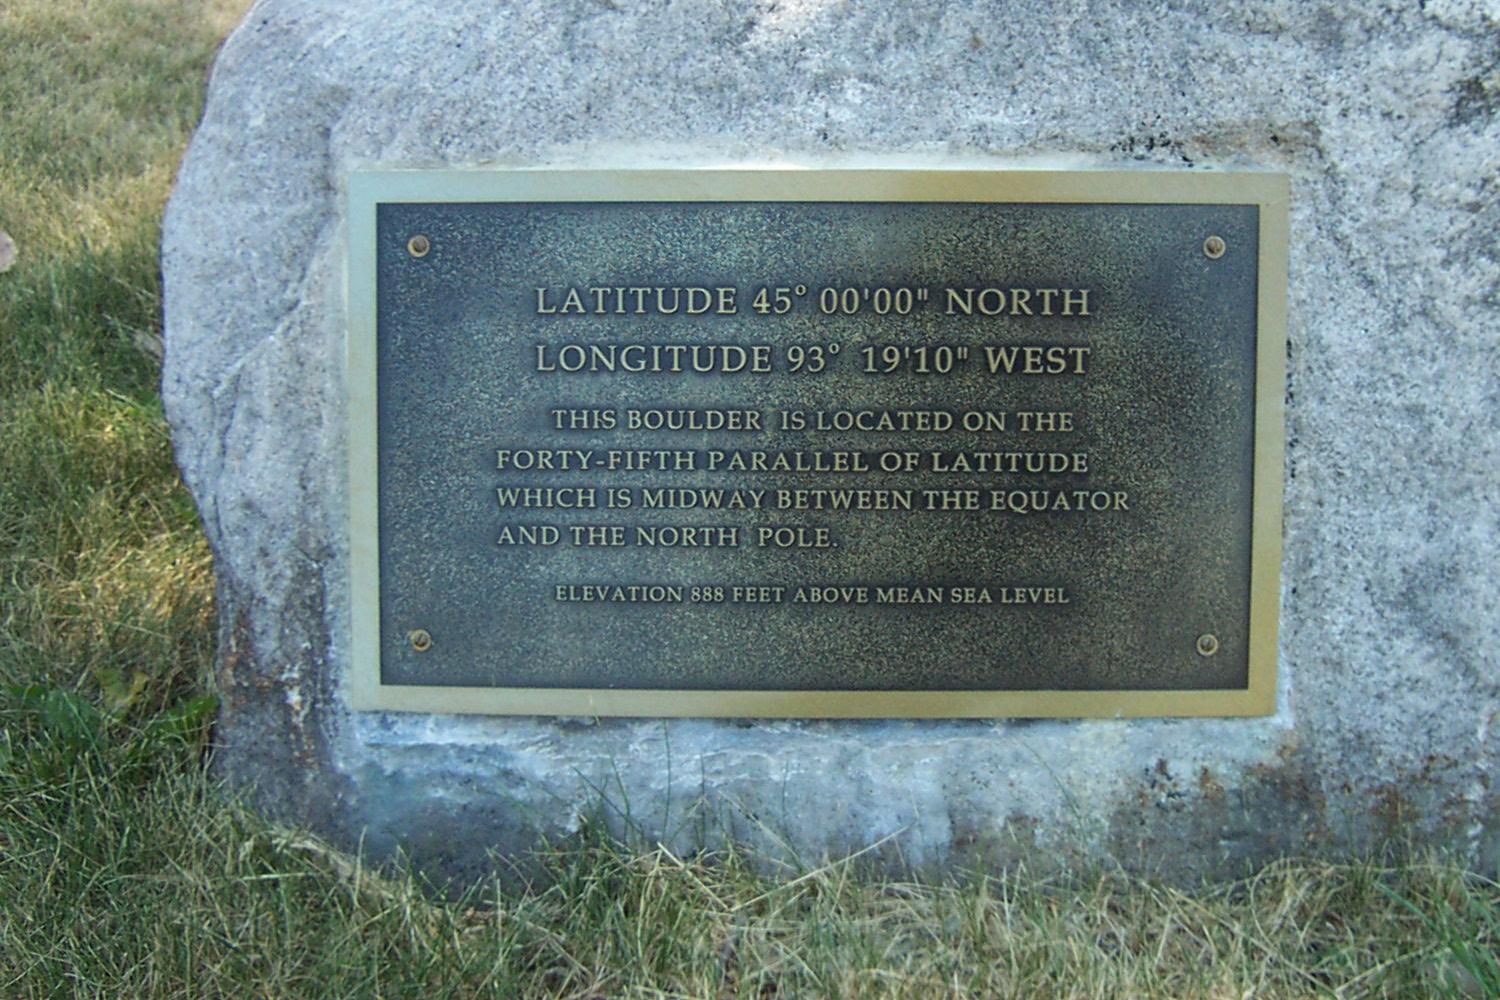 LATITUDE 45° 00'00" NORTH
LONGITUDE 93° 19'10" WEST
THIS BOULDER IS LOCATED ON THE
FORTY-FIFTH PARALLEL OF LATITUDE
WHICH IS MIDWAY BETWEEN THE EQUATOR
AND THE NORTH POLE.
ELEVATION 888 FEET ABOVE MEAN SEA LEVEL